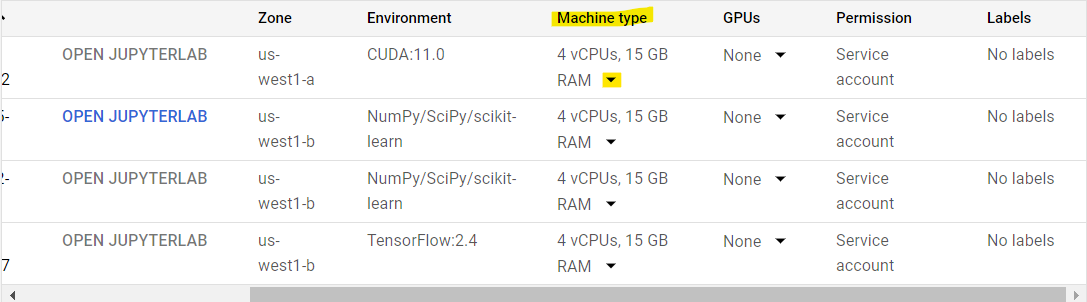 Zone Environment Machine type GPUs Permission Labels
OPEN JUPYTERLAB us- CUDA:11.0 4 vCPUs, 15 GB None Service No labels
2 west1-a RAM account
5- OPEN JUPYTERLAB us- NumPy/SciPy/scikit- 4 vCPUs, 15 GB None Service No labels
west1-b learn RAM account
2- OPEN JUPYTERLAB us- NumPy/SciPy/scikit- 4 vCPUs, 15 GB None Service No labels
west1-b learn RAM account
OPEN JUPYTERLAB us- TensorFlow:2.4 4 vCPUs, 15 GB None Service No labels
7 west1-b RAM account